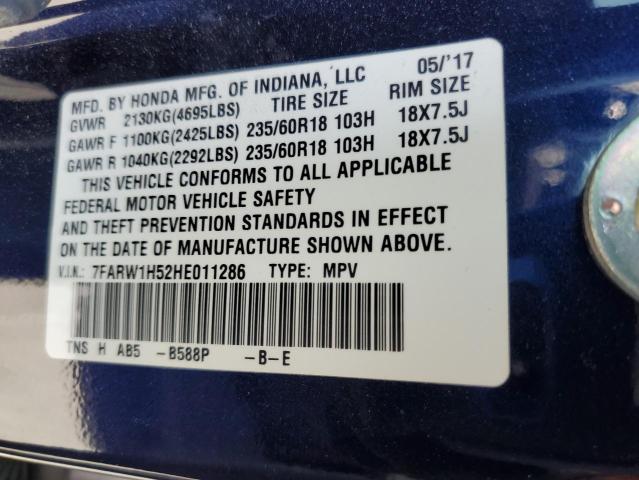 MFD. BY HONDA MFG. OF INDIANA, LLC 05/'17
GVWR 2130KG(4695LBS) TIRE SIZE RIM SIZE
GAWR F 1100KG(2425LBS) 235/60R18 103H 18X7.5J
GAWR R 1040KG(2292LBS) 235/60R18 103H 18X7.5J
THIS VEHICLE CONFORMS TO ALL APPLICABLE
FEDERAL MOTOR VEHICLE SAFETY
AND THEFT PREVENTION STANDARDS IN EFFECT
ON THE DATE OF MANUFACTURE SHOWN ABOVE.
V.I.N.: 7FARW1H52HE011286 TYPE: MPV
TNS H AB5 -B588P -B-E